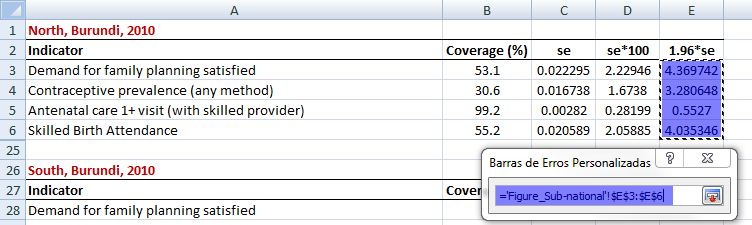 A B C D E
1 North, Burundi, 2010
2 Indicator Coverage (%) se se*100 1.96*se
3 Demand for family planning satisfied 53.1 0.022295 2.22946 4.369742
4 Contraceptive prevalence (any method) 30.6 0.016738 1.6738 3.280648
5 Antenatal care 1+ visit (with skilled provider) 99.2 0.00282 0.28199 0.5527
6 Skilled Birth Attendance 55.2 0.020589 2.05885 4.035346
25
26 South, Burundi, 2010
27 Indicator
28 Demand for family planning satisfied
Barras de Erros Personalizadas ?
='Figure_Sub-national'!$E$3:$E$6